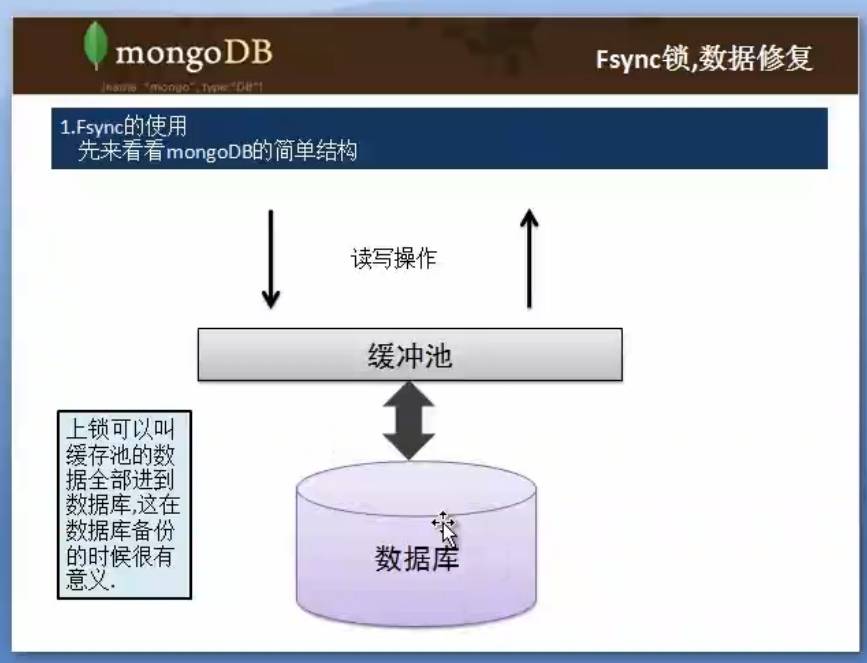 mongoDB
{name: "mongo", type:"DB"}
Fsync锁,数据修复
1.Fsync的使用
先来看看mongoDB的简单结构
读写操作
缓冲池
上锁可以叫
缓存池的数
据全部进到
数据库,这在
数据库备份
的时候很有
意义.
数据库